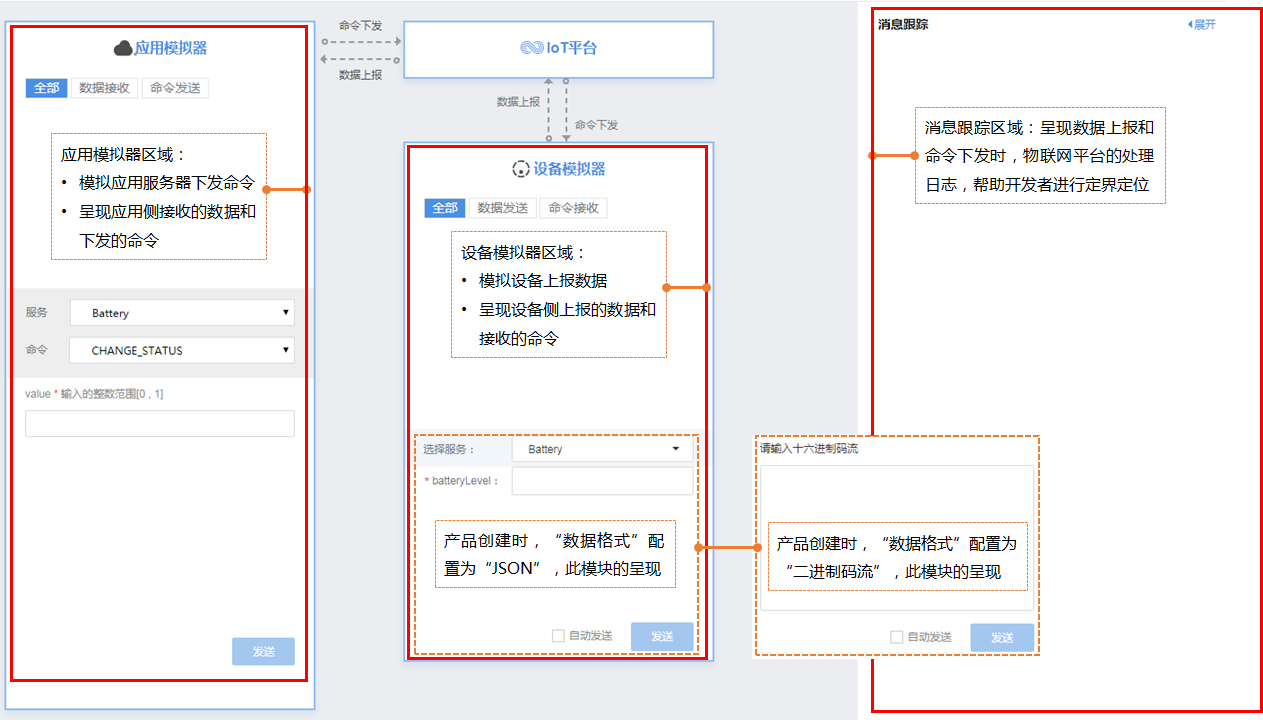 应用模拟器
全部
数据接收
命令发送
应用模拟器区域：
• 模拟应用服务器下发命令
• 呈现应用侧接收的数据和
下发的命令
服务
Battery
命令
CHANGE_STATUS
value * 输入的整数范围[0 , 1]
发送
命令下发
数据上报
IoT平台
数据上报
命令下发
设备模拟器
全部
数据发送
命令接收
设备模拟器区域：
• 模拟设备上报数据
• 呈现设备侧上报的数据和
接收的命令
选择服务：
Battery
* batteryLevel：
产品创建时，“数据格式”配
置为“JSON”，此模块的呈现
自动发送
发送
消息跟踪
展开
消息跟踪区域：呈现数据上报和
命令下发时，物联网平台的处理
日志，帮助开发者进行定界定位
请输入十六进制码流
产品创建时，“数据格式”配置为
“二进制码流”，此模块的呈现
自动发送
发送